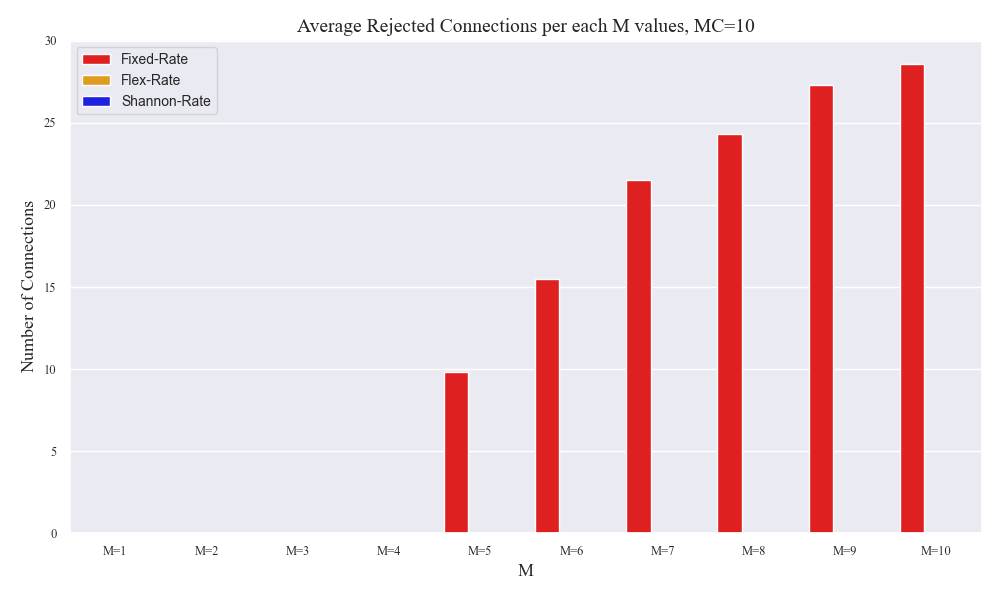 Average Rejected Connections per each M values, MC=10
Fixed-Rate
Flex-Rate
Shannon-Rate
Number of Connections
30
25
20
15
10
5
0
M=1 M=2 M=3 M=4 M=5 M=6 M=7 M=8 M=9 M=10
M